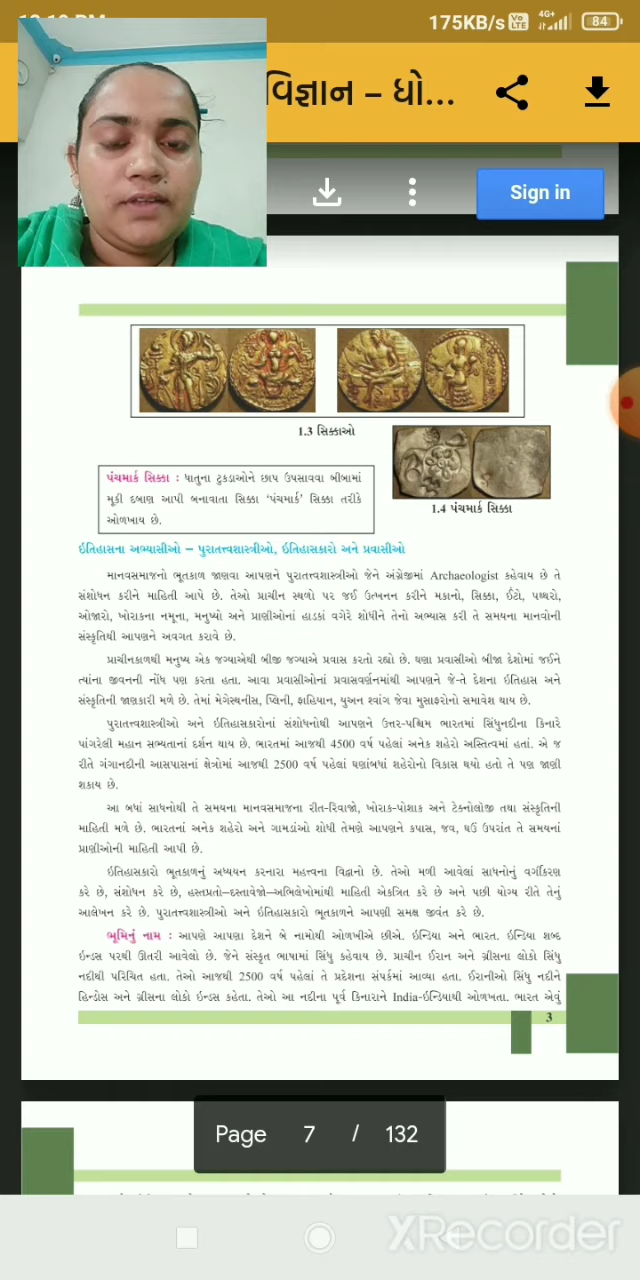 175KB/s Vo LTE 4G+ 84
વિજ્ઞાન – ધો...
Sign in
1.3 સિક્કાઓ
1.4 પંચમાર્ક સિક્કા
પંચમાર્ક સિક્કા : ધાતુના ટુકડાઓને છાપ ઉપસાવવા બીબામાં
મૂકી દબાણ આપી બનાવાતા સિક્કા ‘પંચમાર્ક’ સિક્કા તરીકે
ઓળખાય છે.
ઇતિહાસના અભ્યાસીઓ – પુરાતત્ત્વશાસ્ત્રીઓ, ઇતિહાસકારો અને પ્રવાસીઓ
માનવસમાજનો ભૂતકાળ જાણવા આપણને પુરાતત્ત્વશાસ્ત્રીઓ જેને અંગ્રેજીમાં Archaeologist કહેવાય છે તે
સંશોધન કરીને માહિતી આપે છે. તેઓ પ્રાચીન સ્થળો પર જઈ ઉત્ખનન કરીને મકાનો, સિક્કા, ઈંટો, પથ્થરો,
ઓજારો, ખોરાકના નમૂના, મનુષ્યો અને પ્રાણીઓનાં હાડકાં વગેરે શોધીને તેનો અભ્યાસ કરી તે સમયના માનવોની
સંસ્કૃતિથી આપણને અવગત કરાવે છે.
પ્રાચીનકાળથી મનુષ્ય એક જગ્યાએથી બીજી જગ્યાએ પ્રવાસ કરતો રહ્યો છે. ઘણા પ્રવાસીઓ બીજા દેશોમાં જઈને
ત્યાંના જીવનની નોંધ પણ કરતા હતા. આવા પ્રવાસીઓનાં પ્રવાસવર્ણનમાંથી આપણને જે–તે દેશના ઇતિહાસ અને
સંસ્કૃતિની જાણકારી મળે છે. તેમાં મેગેસ્થનીસ, પ્લિની, ફાહિયાન, યુઅન શ્વાંગ જેવા મુસાફરોનો સમાવેશ થાય છે.
પુરાતત્ત્વશાસ્ત્રીઓ અને ઇતિહાસકારોનાં સંશોધનોથી આપણને ઉત્તર-પશ્ચિમ ભારતમાં સિંધુનદીના કિનારે
પાંગરેલી મહાન સભ્યતાનાં દર્શન થાય છે. ભારતમાં આજથી 4500 વર્ષ પહેલાં અનેક શહેરો અસ્તિત્વમાં હતાં. એ જ
રીતે ગંગાનદીની આસપાસનાં ક્ષેત્રોમાં આજથી 2500 વર્ષ પહેલાં ઘણાંબધાં શહેરોનો વિકાસ થયો હતો તે પણ જાણી
શકાય છે.
આ બધાં સાધનોથી તે સમયના માનવસમાજના રીત-રિવાજો, ખોરાક-પોશાક અને ટેક્નોલોજી તથા સંસ્કૃતિની
માહિતી મળે છે. ભારતનાં અનેક શહેરો અને ગામડાંઓ શોધી તેમણે આપણને કપાસ, જવ, ઘઉં ઉપરાંત તે સમયનાં
પ્રાણીઓની માહિતી આપી છે.
ઇતિહાસકારો ભૂતકાળનું અધ્યયન કરનારા મહત્ત્વના વિદ્વાનો છે. તેઓ મળી આવેલાં સાધનોનું વર્ગીકરણ
કરે છે, સંશોધન કરે છે, હસ્તપ્રતો–દસ્તાવેજો–અભિલેખોમાંથી માહિતી એકત્રિત કરે છે અને પછી યોગ્ય રીતે તેનું
આલેખન કરે છે. પુરાતત્ત્વશાસ્ત્રીઓ અને ઇતિહાસકારો ભૂતકાળને આપણી સમક્ષ જીવંત કરે છે.
ભૂમિનું નામ : આપણે આપણા દેશને બે નામોથી ઓળખીએ છીએ. ઇન્ડિયા અને ભારત. ઇન્ડિયા શબ્દ
ઇન્ડસ પરથી ઊતરી આવેલો છે. જેને સંસ્કૃત ભાષામાં સિંધુ કહેવાય છે. પ્રાચીન ઈરાન અને ગ્રીસના લોકો સિંધુ
નદીથી પરિચિત હતા. તેઓ આજથી 2500 વર્ષ પહેલાં તે પ્રદેશના સંપર્કમાં આવ્યા હતા. ઈરાનીઓ સિંધુ નદીને
હિન્ડોસ અને ગ્રીસના લોકો ઇન્ડસ કહેતા. તેઓ આ નદીના પૂર્વ કિનારાને India-ઇન્ડિયાથી ઓળખતા. ભારત એવું
3
Page 7 / 132
XRecorder